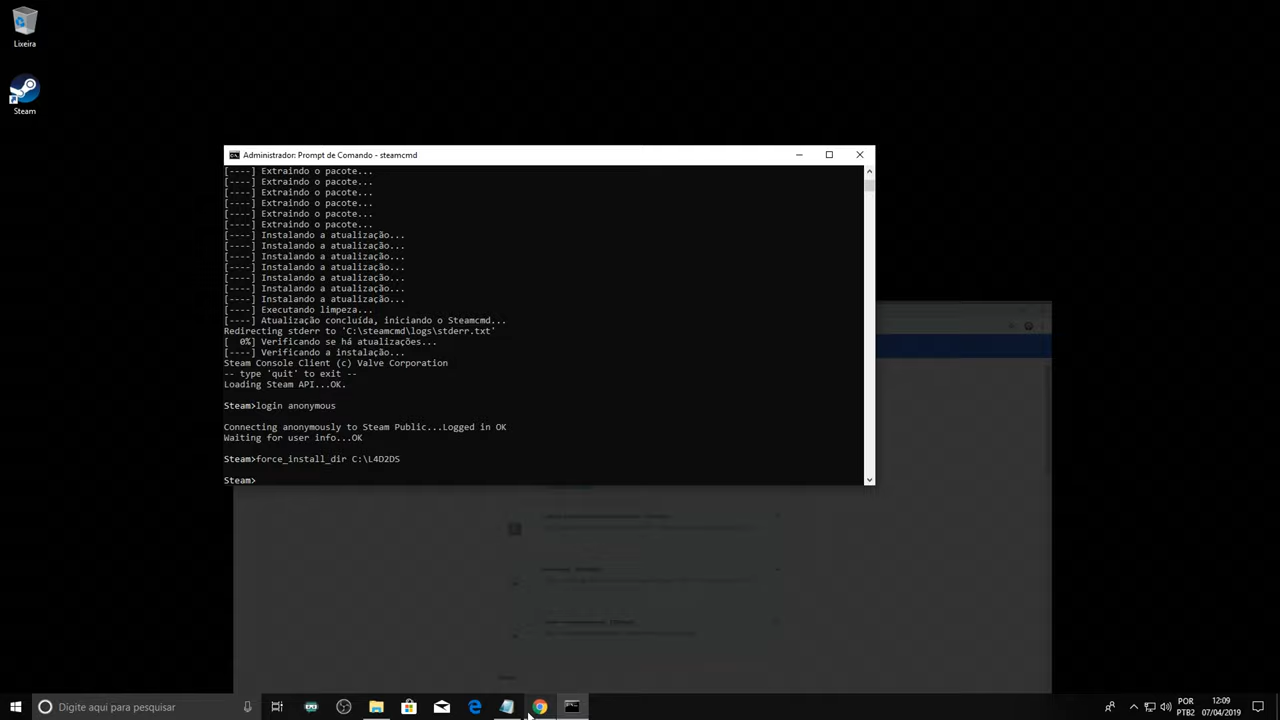 Lixeira
Steam
Administrador: Prompt de Comando - steamcmd
[----] Extraindo o pacote...
[----] Extraindo o pacote...
[----] Extraindo o pacote...
[----] Extraindo o pacote...
[----] Extraindo o pacote...
[----] Extraindo o pacote...
[----] Instalando a atualização...
[----] Instalando a atualização...
[----] Instalando a atualização...
[----] Instalando a atualização...
[----] Instalando a atualização...
[----] Instalando a atualização...
[----] Instalando a atualização...
[----] Executando limpeza...
[----] Atualização concluída, iniciando o Steamcmd...
Redirecting stderr to 'C:\steamcmd\logs\stderr.txt'
[  0%] Verificando se há atualizações...
[----] Verificando a instalação...
Steam Console Client (c) Valve Corporation
-- type 'quit' to exit --
Loading Steam API...OK.
Steam>login anonymous
Connecting anonymously to Steam Public...Logged in OK
Waiting for user info...OK
Steam>force_install_dir C:\L4D2DS
Steam>
Digite aqui para pesquisar
POR
PTB2
12:09
07/04/2019